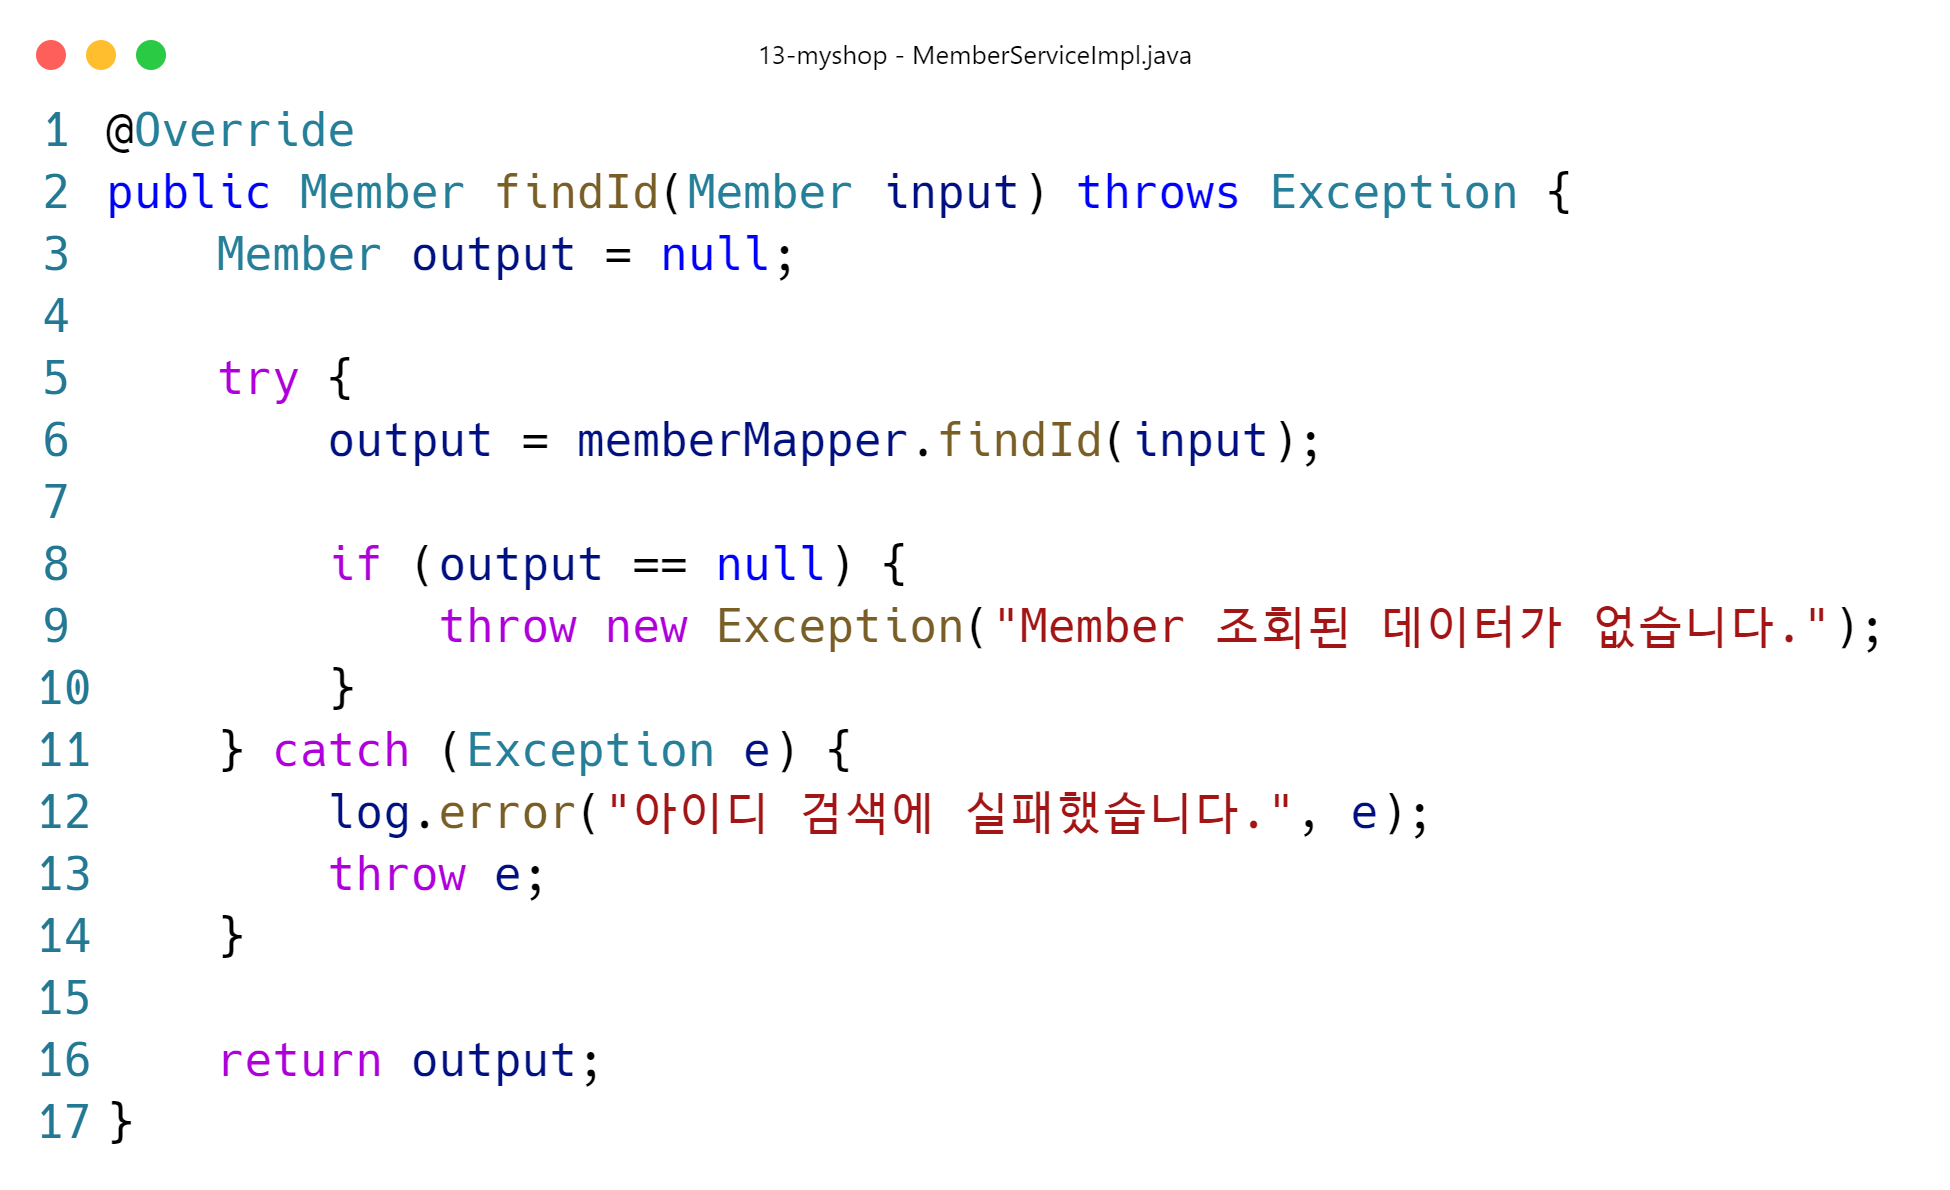 13-myshop - MemberServiceImpl.java
1 @Override
2 public Member findId(Member input) throws Exception {
3     Member output = null;
4
5     try {
6         output = memberMapper.findId(input);
7
8         if (output == null) {
9             throw new Exception("Member 조회된 데이터가 없습니다.");
10         }
11     } catch (Exception e) {
12         log.error("아이디 검색에 실패했습니다.", e);
13         throw e;
14     }
15
16     return output;
17 }